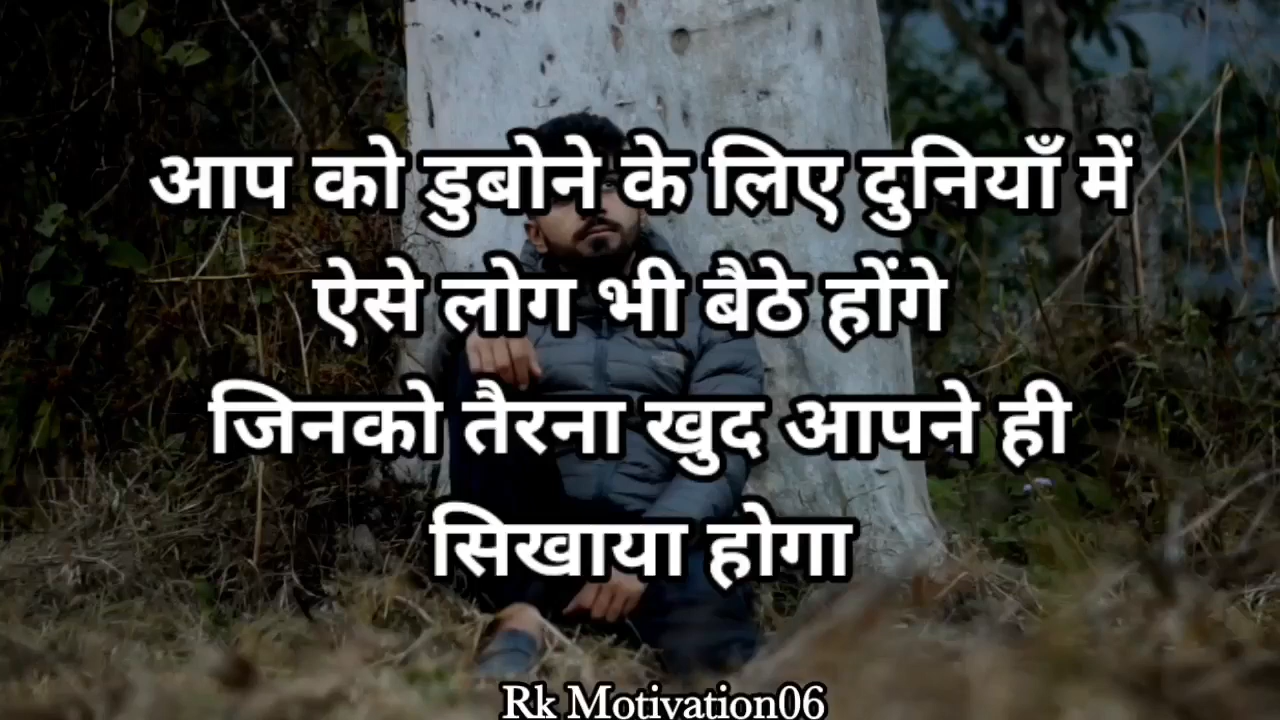 आप को डुबोने के लिए दुनियाँ में
ऐसे लोग भी बैठे होंगे
जिनको तैरना खुद आपने ही
सिखाया होगा
Rk Motivation06